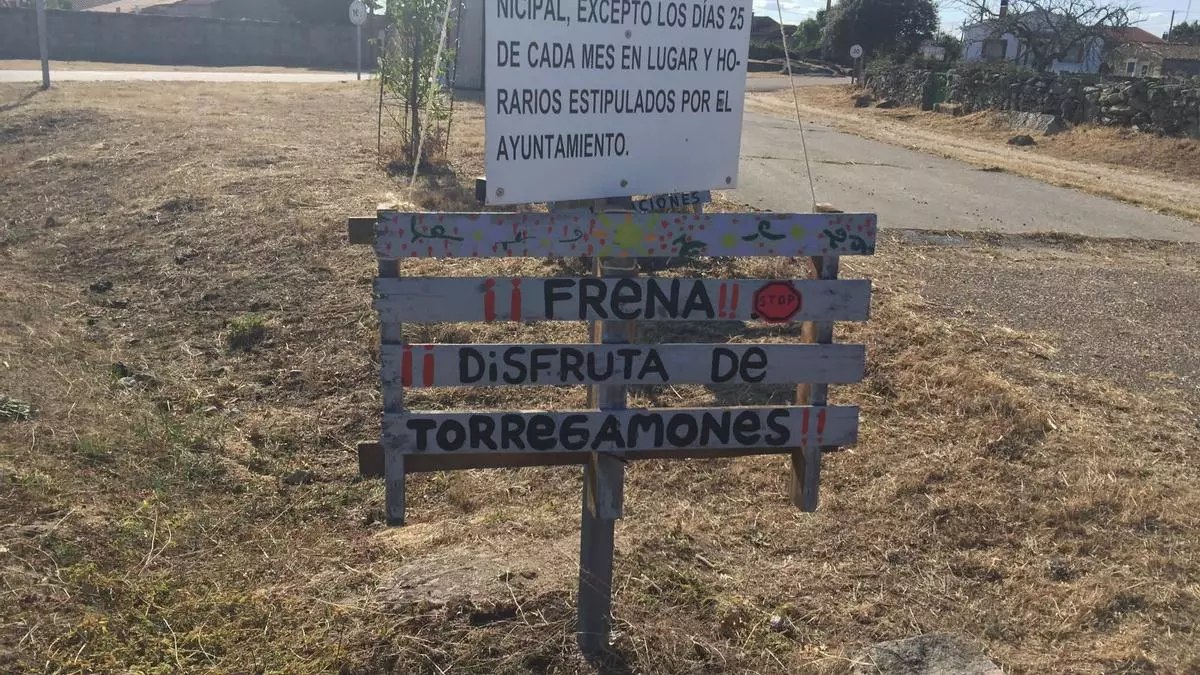 NICIPAL, EXCEPTO LOS DÍAS 25
DE CADA MES EN LUGAR Y HO-
RARIOS ESTIPULADOS POR EL
AYUNTAMIENTO.
CIONES
¡¡ FRENA!! STOP
¡¡ DiSFRUTA De
TORReGAMONeS!!